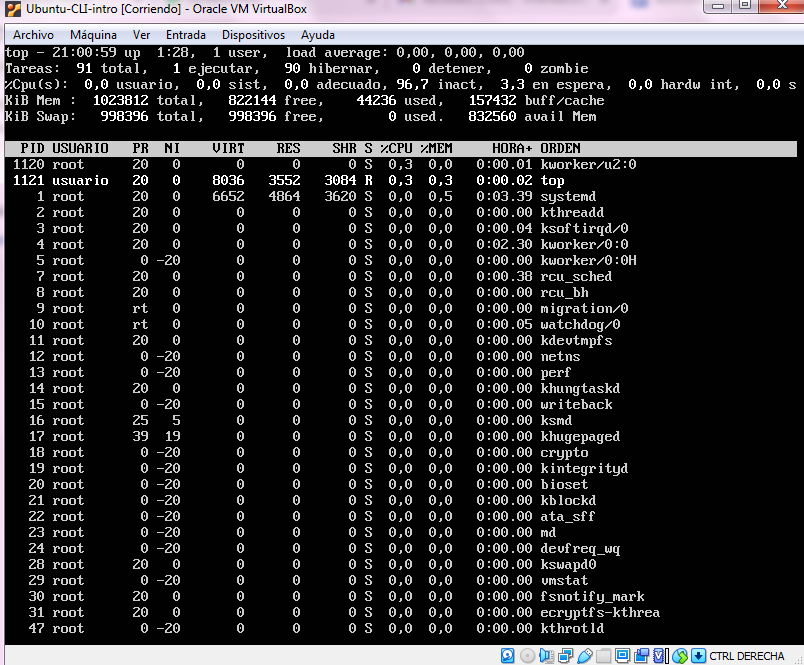 Ubuntu-CLI-intro [Corriendo] - Oracle VM VirtualBox
Archivo Máquina Ver Entrada Dispositivos Ayuda
top - 21:00:59 up 1:28, 1 user, load average: 0,00, 0,00, 0,00
Tareas: 91 total, 1 ejecutar, 90 hibernar, 0 detener, 0 zombie
%Cpu(s): 0,0 usuario, 0,0 sist, 0,0 adecuado, 96,7 inact, 3,3 en espera, 0,0 hardw int, 0,0 s
KiB Mem : 1023812 total, 822144 free, 44236 used, 157432 buff/cache
KiB Swap: 998396 total, 998396 free, 0 used. 832560 avail Mem
PID USUARIO PR NI VIRT RES SHR S %CPU %MEM HORA+ ORDEN
1120 root 20 0 0 0 0 S 0,3 0,0 0:00.01 kworker/u2:0
1121 usuario 20 0 8036 3552 3084 R 0,3 0,3 0:00.02 top
1 root 20 0 6652 4864 3620 S 0,0 0,5 0:03.39 systemd
2 root 20 0 0 0 0 S 0,0 0,0 0:00.00 kthreadd
3 root 20 0 0 0 0 S 0,0 0,0 0:00.04 ksoftirqd/0
4 root 20 0 0 0 0 S 0,0 0,0 0:02.30 kworker/0:0
5 root 0 -20 0 0 0 S 0,0 0,0 0:00.00 kworker/0:0H
7 root 20 0 0 0 0 S 0,0 0,0 0:00.38 rcu_sched
8 root 20 0 0 0 0 S 0,0 0,0 0:00.00 rcu_bh
9 root rt 0 0 0 0 S 0,0 0,0 0:00.00 migration/0
10 root rt 0 0 0 0 S 0,0 0,0 0:00.05 watchdog/0
11 root 20 0 0 0 0 S 0,0 0,0 0:00.00 kdevtmpfs
12 root 0 -20 0 0 0 S 0,0 0,0 0:00.00 netns
13 root 0 -20 0 0 0 S 0,0 0,0 0:00.00 perf
14 root 20 0 0 0 0 S 0,0 0,0 0:00.00 khungtaskd
15 root 0 -20 0 0 0 S 0,0 0,0 0:00.00 writeback
16 root 25 5 0 0 0 S 0,0 0,0 0:00.00 ksmd
17 root 39 19 0 0 0 S 0,0 0,0 0:00.00 khugepaged
18 root 0 -20 0 0 0 S 0,0 0,0 0:00.00 crypto
19 root 0 -20 0 0 0 S 0,0 0,0 0:00.00 kintegrityd
20 root 0 -20 0 0 0 S 0,0 0,0 0:00.00 bioset
21 root 0 -20 0 0 0 S 0,0 0,0 0:00.00 kblockd
22 root 0 -20 0 0 0 S 0,0 0,0 0:00.00 ata_sff
23 root 0 -20 0 0 0 S 0,0 0,0 0:00.00 md
24 root 0 -20 0 0 0 S 0,0 0,0 0:00.00 devfreq_wq
28 root 20 0 0 0 0 S 0,0 0,0 0:00.00 kswapd0
29 root 0 -20 0 0 0 S 0,0 0,0 0:00.00 vmstat
30 root 20 0 0 0 0 S 0,0 0,0 0:00.00 fsnotify_mark
31 root 20 0 0 0 0 S 0,0 0,0 0:00.00 ecryptfs-kthrea
47 root 0 -20 0 0 0 S 0,0 0,0 0:00.00 kthrotld
CTRL DERECHA